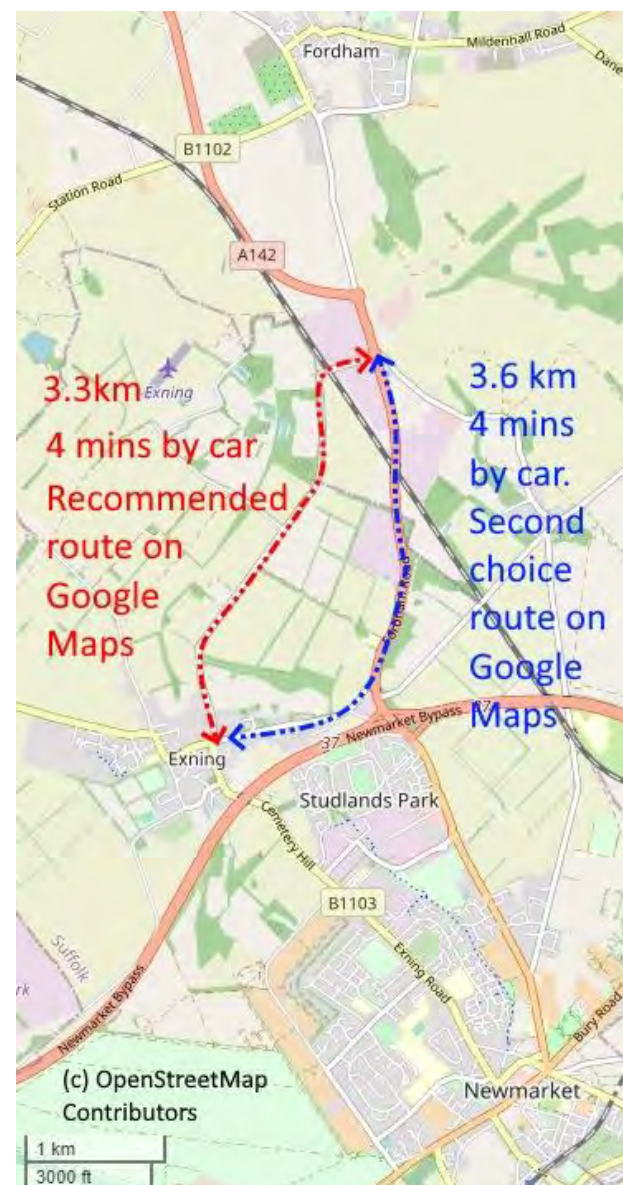 Fordham
Mildenhall Road
B1102
Station Road
A142
3.3km
4 mins by car
Recommended
route on
Google
Maps
Exning
3.6 km
4 mins
by car.
Second
choice
route on
Google
Maps
Fordham Road
37 Newmarket Bypass 37
Exning
Studlands Park
Cemetery Hill
B1103
Suffolk
Exning Road
Newmarket Bypass
Bury Road
(c) OpenStreetMap
Contributors
Newmarket
1 km
3000 ft